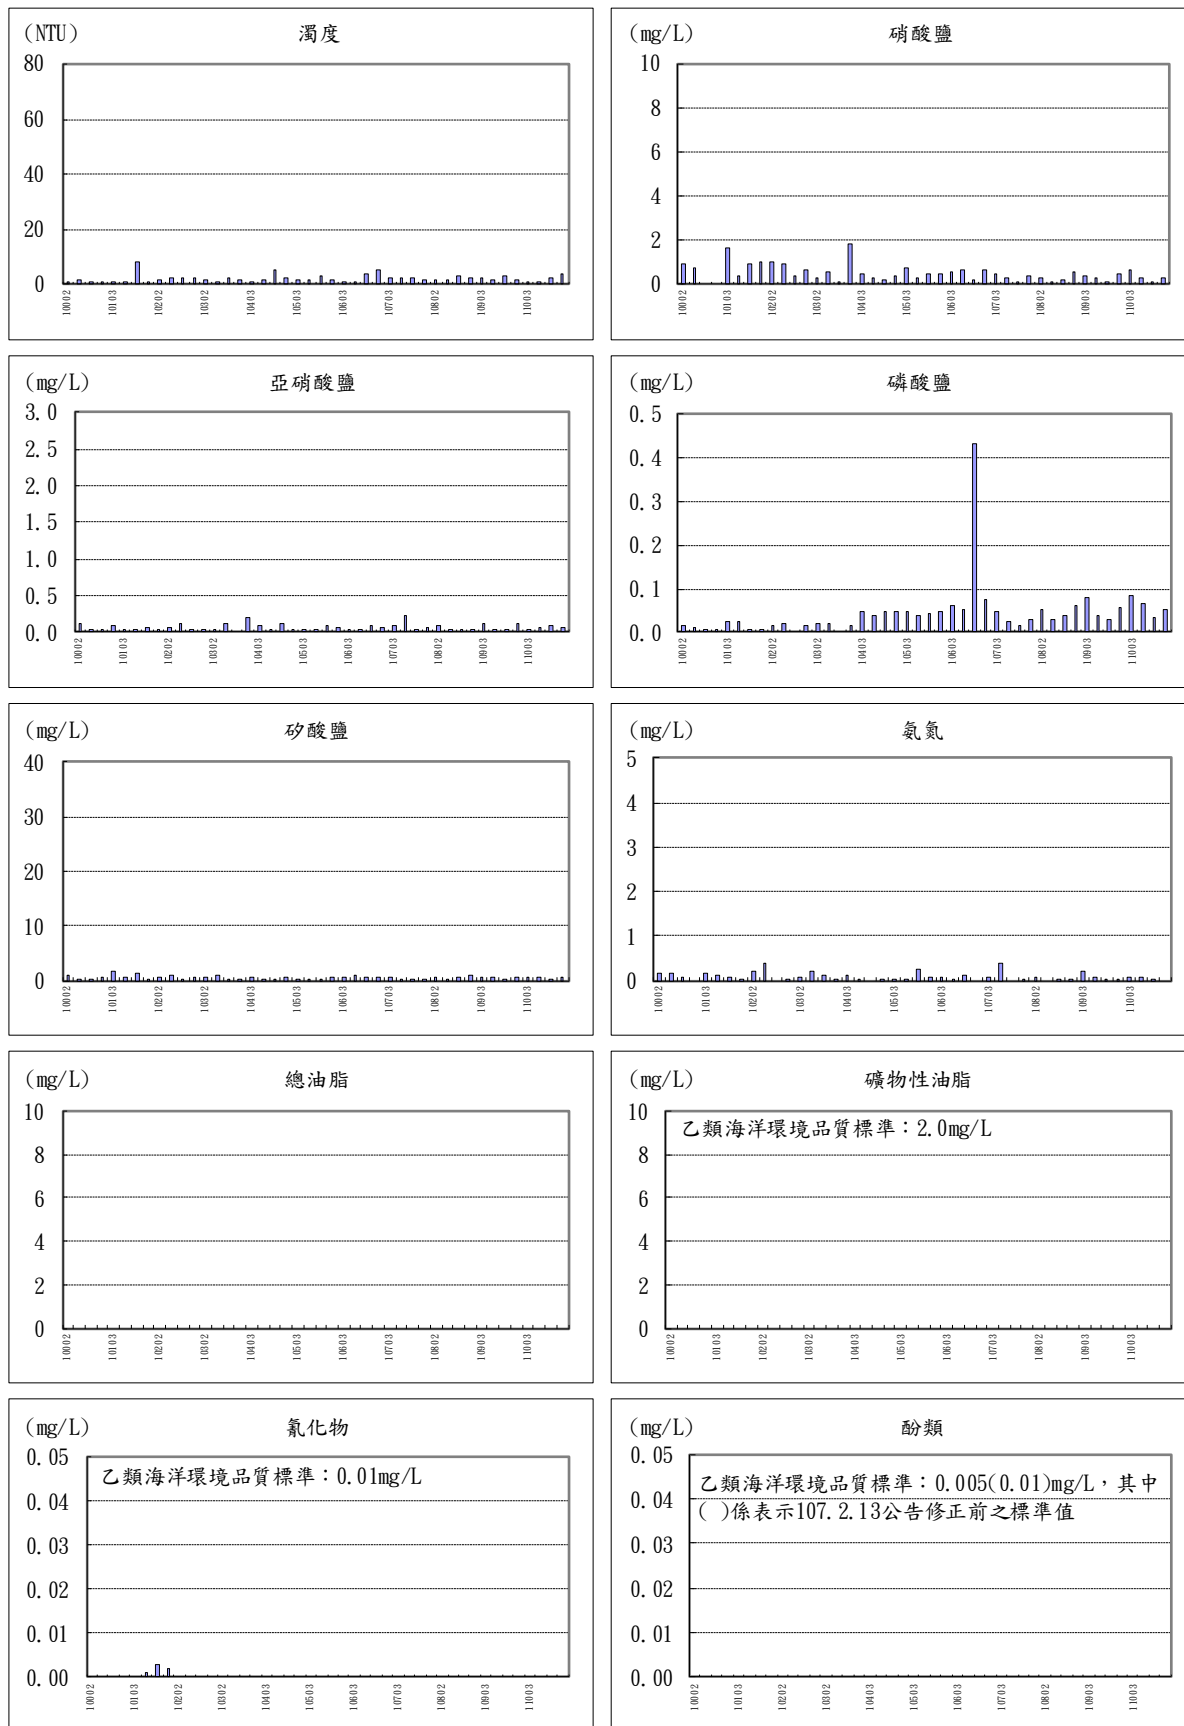 (NTU) 濁度
80
60
40
20
0
10002 10103 10202 10302 10403 10503 10603 10703 10802 10903 11003
(mg/L) 硝酸鹽
10
8
6
4
2
0
10002 10103 10202 10302 10403 10503 10603 10703 10802 10903 11003
(mg/L) 亞硝酸鹽
3.0
2.5
2.0
1.5
1.0
0.5
0.0
10002 10103 10202 10302 10403 10503 10603 10703 10802 10903 11003
(mg/L) 磷酸鹽
0.5
0.4
0.3
0.2
0.1
0.0
10002 10103 10202 10302 10403 10503 10603 10703 10802 10903 11003
(mg/L) 矽酸鹽
40
30
20
10
0
10002 10103 10202 10302 10403 10503 10603 10703 10802 10903 11003
(mg/L) 氨氮
5
4
3
2
1
0
10002 10103 10202 10302 10403 10503 10603 10703 10802 10903 11003
(mg/L) 總油脂
10
8
6
4
2
0
10002 10103 10202 10302 10403 10503 10603 10703 10802 10903 11003
(mg/L) 礦物性油脂
乙類海洋環境品質標準：2.0mg/L
10
8
6
4
2
0
10002 10103 10202 10302 10403 10503 10603 10703 10802 10903 11003
(mg/L) 氰化物
乙類海洋環境品質標準：0.01mg/L
0.05
0.04
0.03
0.02
0.01
0.00
10002 10103 10202 10302 10403 10503 10603 10703 10802 10903 11003
(mg/L) 酚類
乙類海洋環境品質標準：0.005(0.01)mg/L，其中
( )係表示107.2.13公告修正前之標準值
0.05
0.04
0.03
0.02
0.01
0.00
10002 10103 10202 10302 10403 10503 10603 10703 10802 10903 11003